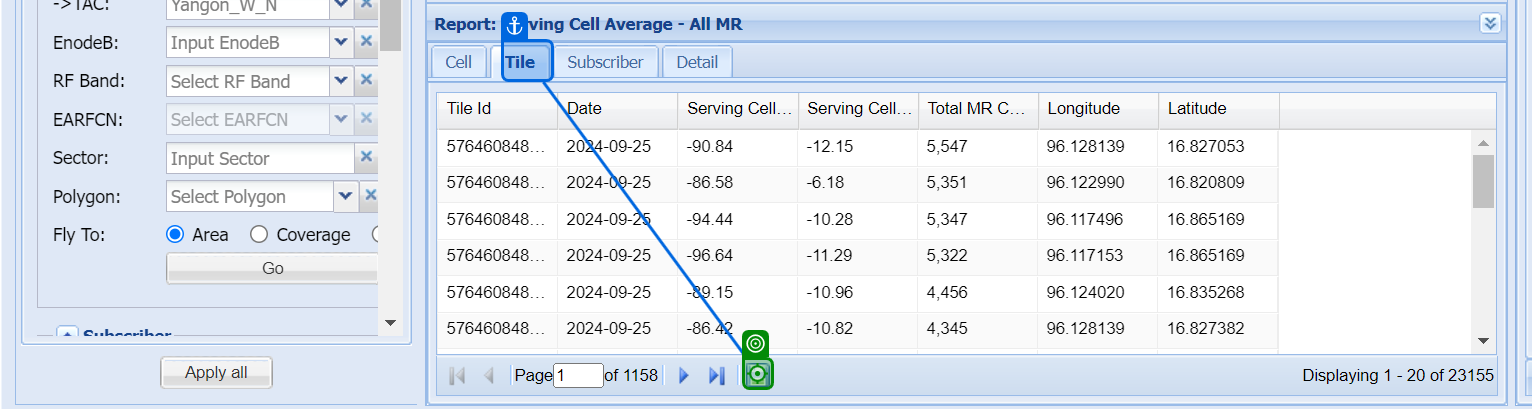 ->TAC: Yangon_W_N
EnodeB: Input EnodeB
RF Band: Select RF Band
EARFCN: Select EARFCN
Sector: Input Sector
Polygon: Select Polygon
Fly To: Area Coverage
Go
Subscriber
Apply all
Report: ving Cell Average - All MR
Cell Tile Subscriber Detail
Tile Id Date Serving Cell... Serving Cell... Total MR C... Longitude Latitude
576460848... 2024-09-25 -90.84 -12.15 5,547 96.128139 16.827053
576460848... 2024-09-25 -86.58 -6.18 5,351 96.122990 16.820809
576460848... 2024-09-25 -94.44 -10.28 5,347 96.117496 16.865169
576460848... 2024-09-25 -96.64 -11.29 5,322 96.117153 16.865169
576460848... 2024-09-25 -89.15 -10.96 4,456 96.124020 16.835268
576460848... 2024-09-25 -86.42 -10.82 4,345 96.128139 16.827382
Page 1 of 1158
Displaying 1 - 20 of 23155